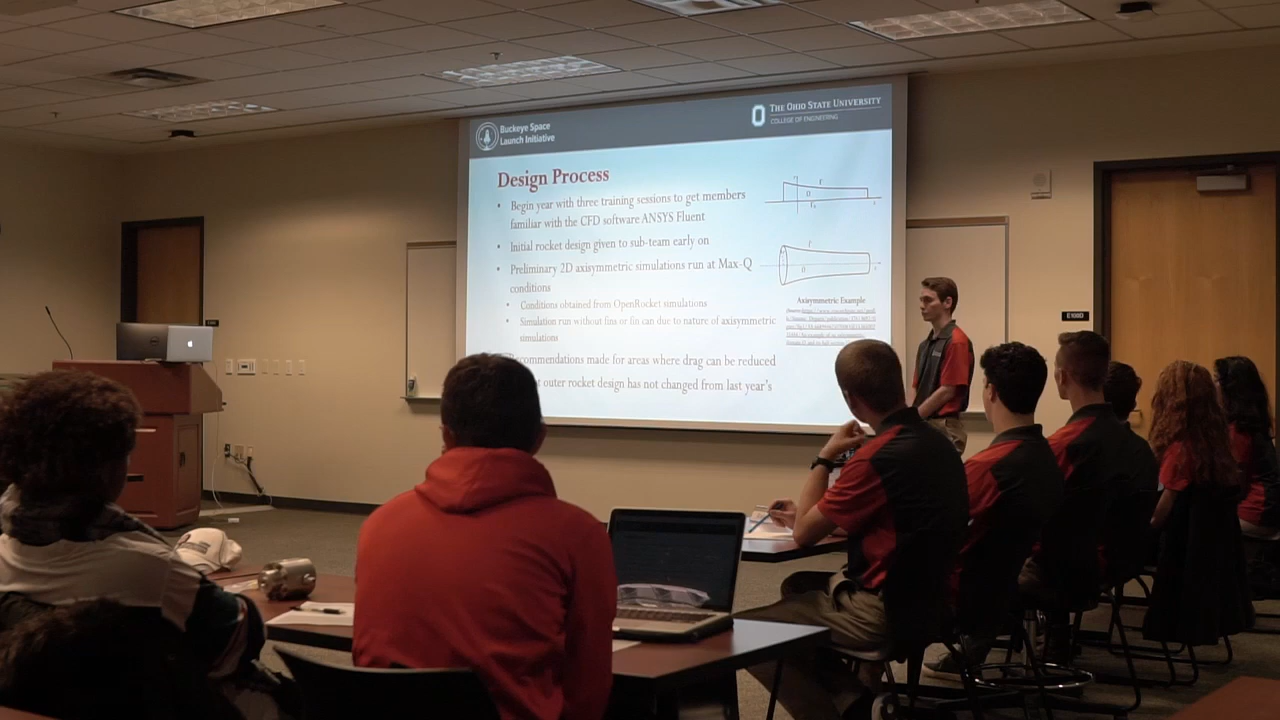 Buckeye Space
Launch Initiative
THE OHIO STATE UNIVERSITY
COLLEGE OF ENGINEERING
Design Process
• Begin year with three training sessions to get members
familiar with the CFD software ANSYS Fluent
• Initial rocket design given to sub-team early on
• Preliminary 2D axisymmetric simulations run at Max-Q
conditions
• Conditions obtained from OpenRocket simulations
• Simulation run without fins or fin can due to nature of axisymmetric
simulations
commendations made for areas where drag can be reduced
outer rocket design has not changed from last year's
Axisymmetric Example